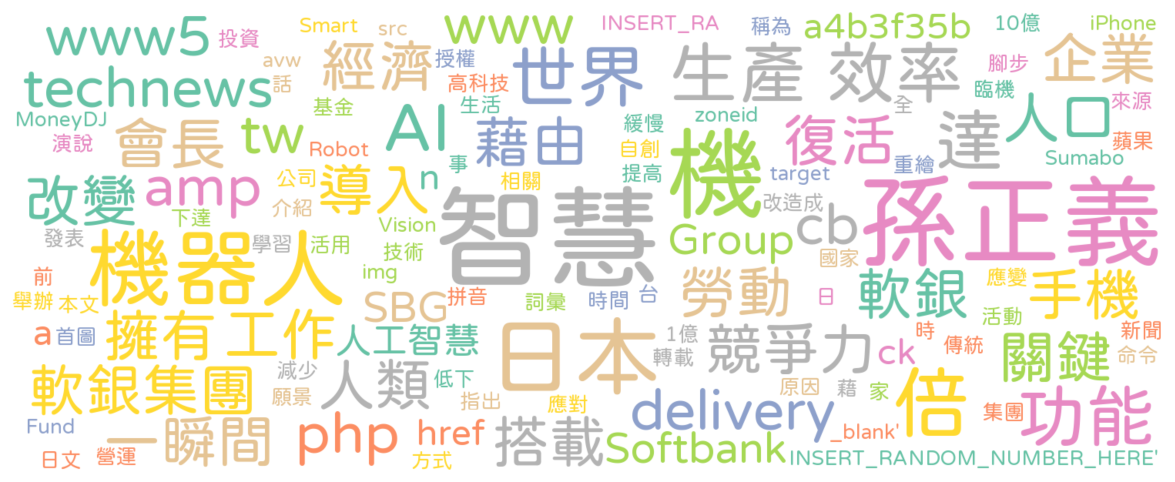 www5
投資
Smart
src
www
INSERT_RA
稱為
a4b3f35b
10億
iPhone
technews
avw
話
經濟
授權
高科技
世界
生產
效率
腳步
臨機
企業
MoneyDJ
演說
會長
tw
基金
Robot
AI
生活
藉由
事
緩慢
自創
提高
zoneid
全
復活
target
重繪
達
人口
來源
蘋果
Sumabo
改變
amp
下達
公司
介紹
導入
n
相關
機
改造成
cb
國家
孫正義
發表
學習
活用
Vision
技術
img
智慧
Group
前
舉辦
本文
機器人
SBG
拼音
詞彙
時間
台
勞動
日
軟銀
應變
手機
活動
a
首圖
擁有
工作
人工智慧
日本
1億
轉載
競爭力
ck
時
傳統
關鍵
新聞
命令
軟銀集團
減少
願景
人類
低下
指出
應對
原因
藉
家
倍
集團
功能
Fund
日文
營運
一瞬間
php
href
方式
搭載
delivery
Softbank
_blank'
INSERT_RANDOM_NUMBER_HERE'